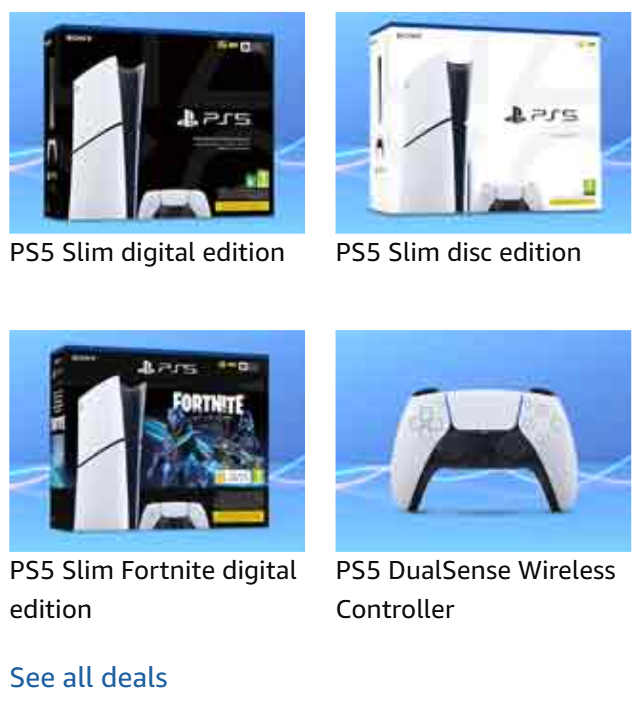 SONY
PS5
PS5 Slim digital edition
SONY
PS5
PS5 Slim disc edition
SONY
PS5
FORTNITE
PS5 Slim Fortnite digital
edition
PS5 DualSense Wireless
Controller
See all deals